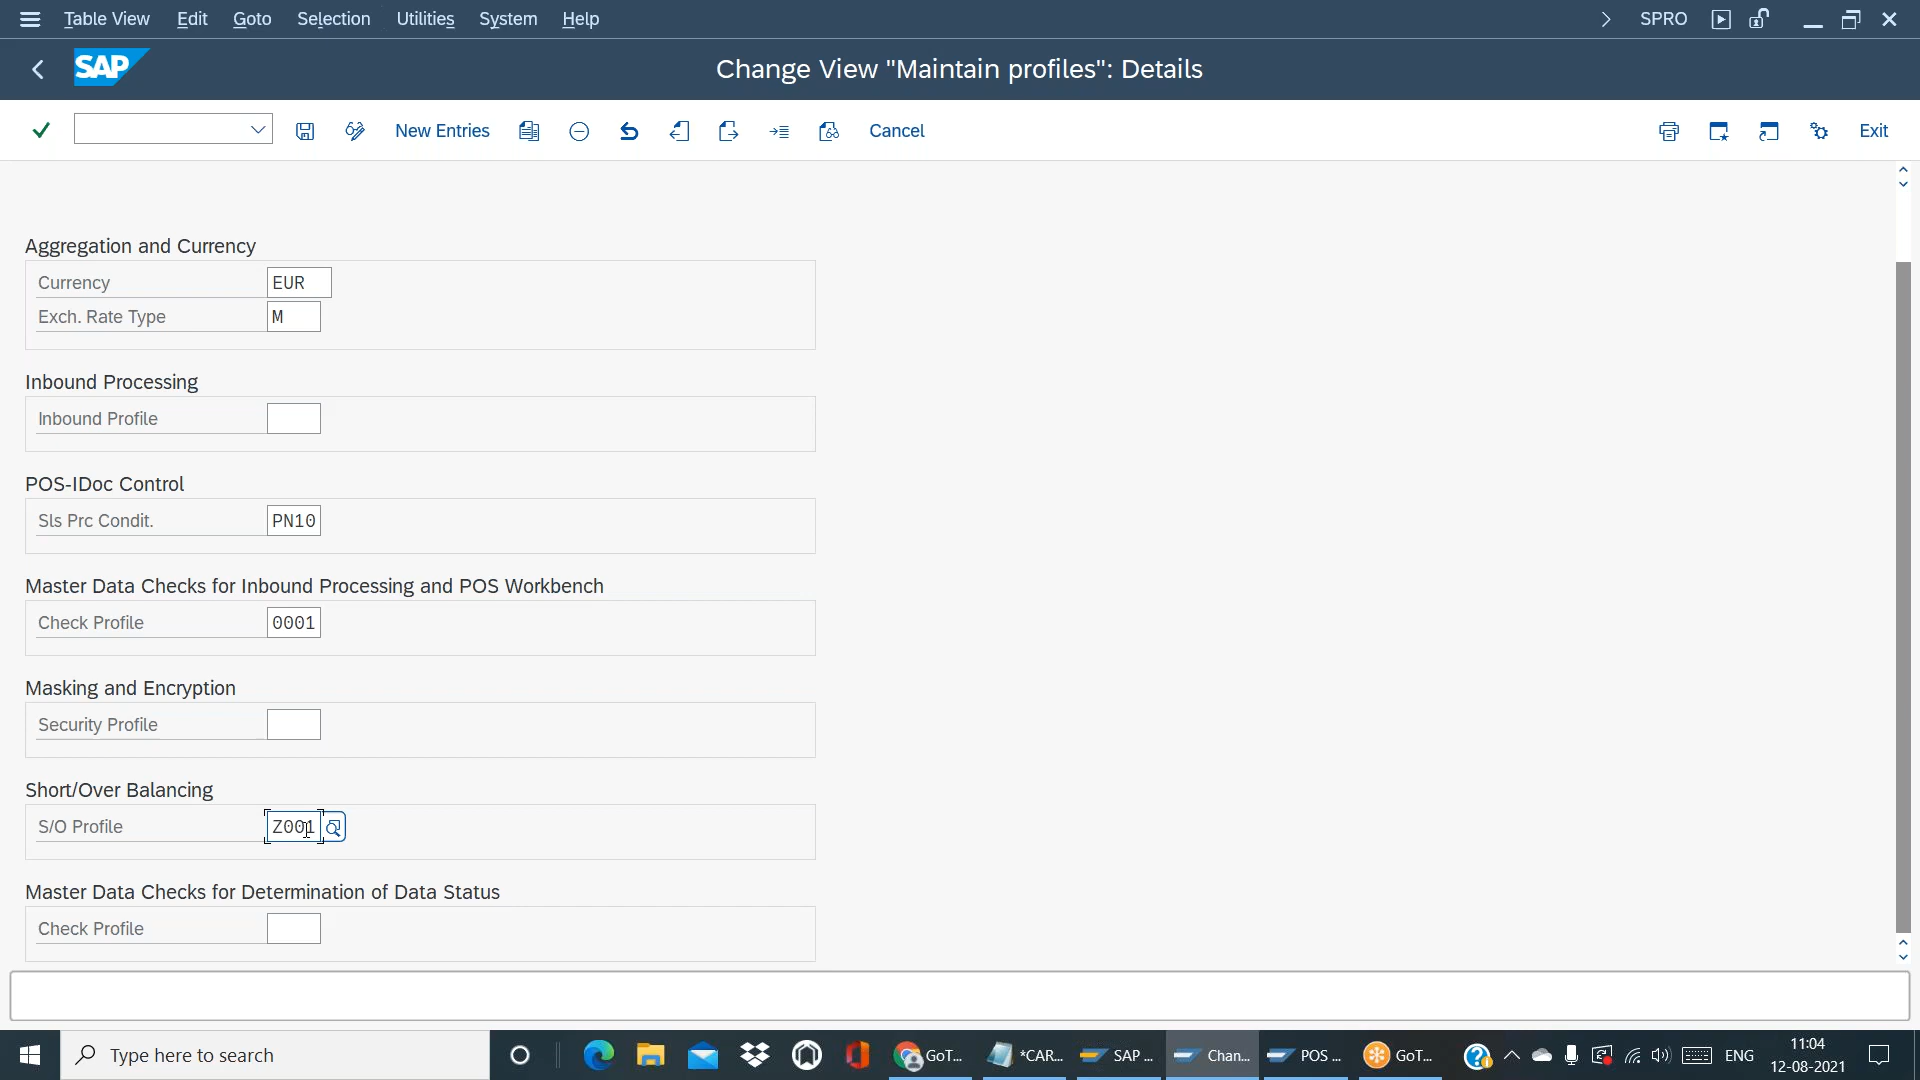 Table View Edit Goto Selection Utilities System Help SPRO
SAP Change View "Maintain profiles": Details
New Entries Cancel Exit
Aggregation and Currency
Currency EUR
Exch. Rate Type M
Inbound Processing
Inbound Profile
POS-IDoc Control
Sls Prc Condit. PN10
Master Data Checks for Inbound Processing and POS Workbench
Check Profile 0001
Masking and Encryption
Security Profile
Short/Over Balancing
S/O Profile Z001
Master Data Checks for Determination of Data Status
Check Profile
Type here to search GoT... *CAR... SAP ... Chan... POS ... GoT... ENG 11:04
12-08-2021